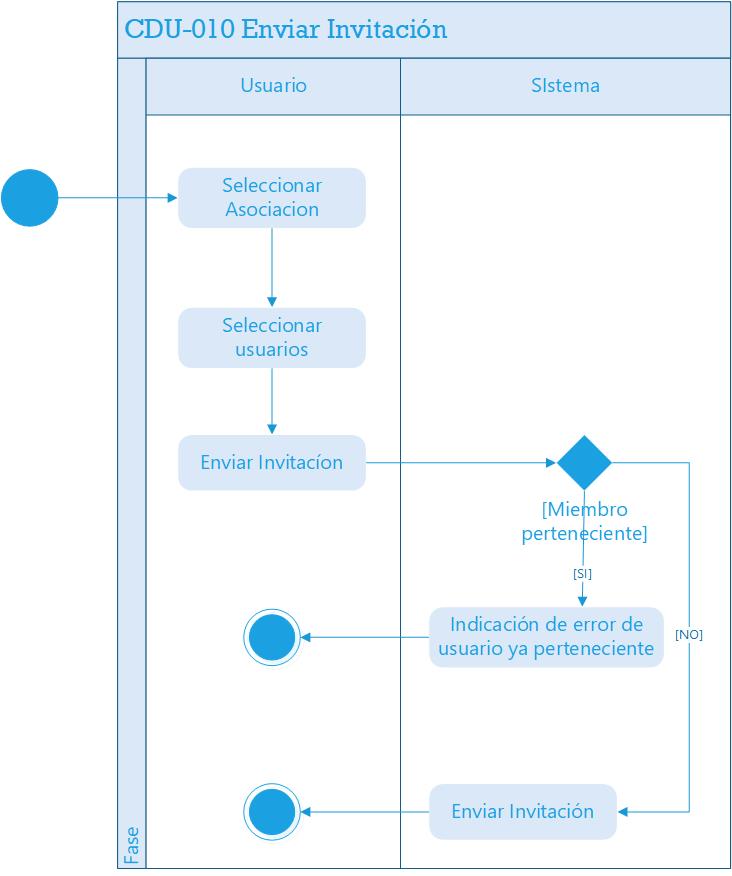 CDU-010 Enviar Invitación
Usuario
SIstema
Seleccionar
Asociacion
Seleccionar
usuarios
Enviar Invitacíon
[Miembro
perteneciente]
[SI]
Indicación de error de
usuario ya perteneciente
[NO]
Enviar Invitación
Fase